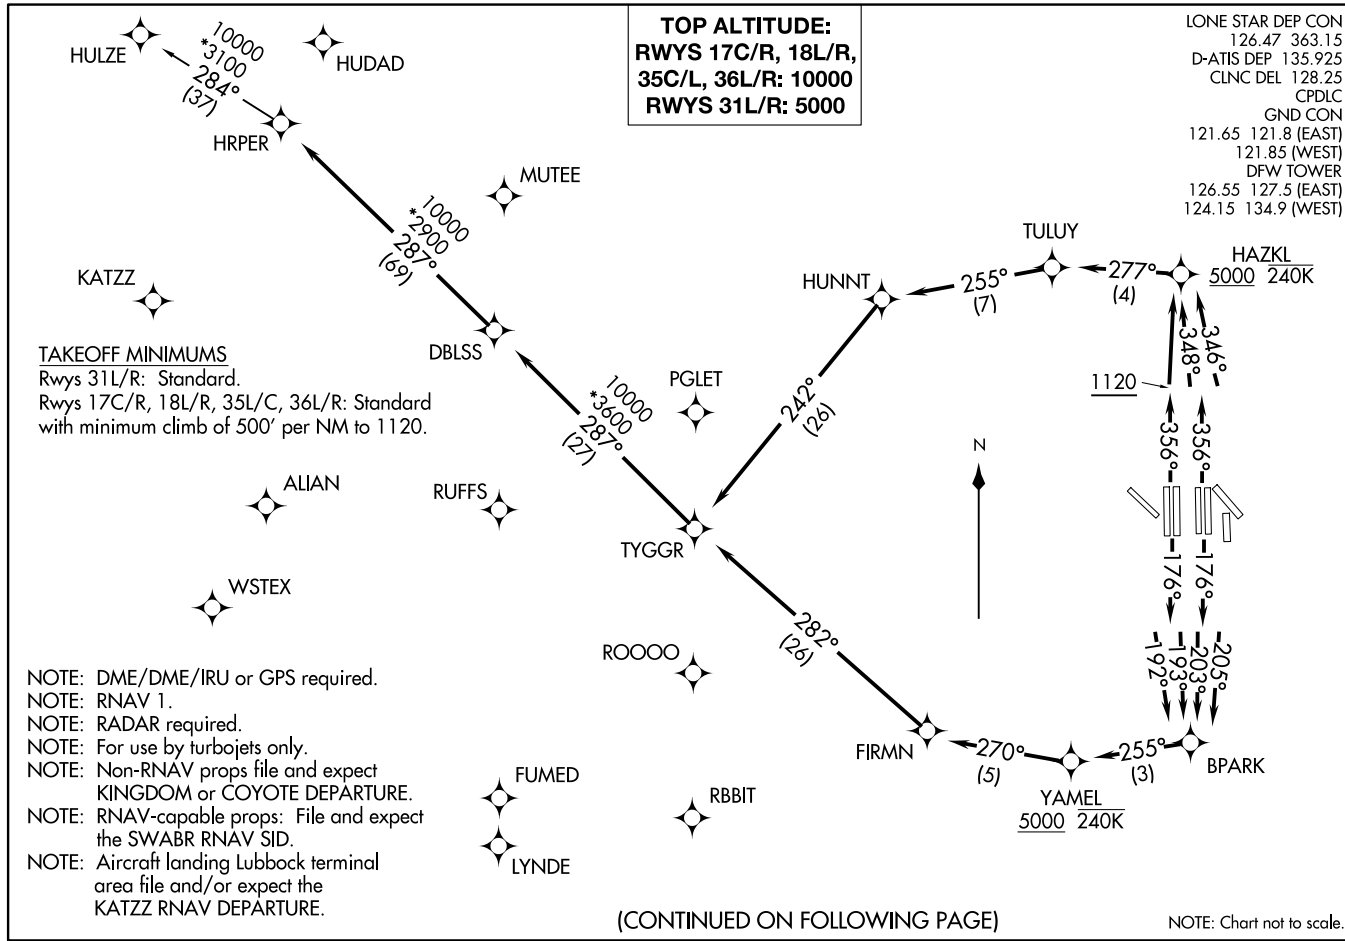 TOP ALTITUDE:
RWYS 17C/R, 18L/R,
35C/L, 36L/R: 10000
RWYS 31L/R: 5000
LONE STAR DEP CON
126.47 363.15
D-ATIS DEP 135.925
CLNC DEL 128.25
CPDLC
GND CON
121.65 121.8 (EAST)
121.85 (WEST)
DFW TOWER
126.55 127.5 (EAST)
124.15 134.9 (WEST)
HULZE
10000
*3100
284°
(37)
HUDAD
HRPER
MUTEE
10000
*2900
287°
(69)
KATZZ
DBLSS
TULUY
HAZKL
5000 240K
277°
(4)
255°
(7)
HUNNT
346°
348°
1120
356°
356°
TAKEOFF MINIMUMS
Rwys 31L/R: Standard.
Rwys 17C/R, 18L/R, 35L/C, 36L/R: Standard
with minimum climb of 500' per NM to 1120.
PGLET
10000
*3600
287°
(27)
242°
(26)
N
ALIAN
RUFFS
TYGGR
WSTEX
176°
176°
282°
(26)
ROOOO
192°
193°
203°
205°
FIRMN
270°
(5)
255°
(3)
BPARK
YAMEL
5000 240K
FUMED
RBBIT
LYNDE
NOTE: DME/DME/IRU or GPS required.
NOTE: RNAV 1.
NOTE: RADAR required.
NOTE: For use by turbojets only.
NOTE: Non-RNAV props file and expect
KINGDOM or COYOTE DEPARTURE.
NOTE: RNAV-capable props: File and expect
the SWABR RNAV SID.
NOTE: Aircraft landing Lubbock terminal
area file and/or expect the
KATZZ RNAV DEPARTURE.
(CONTINUED ON FOLLOWING PAGE)
NOTE: Chart not to scale.